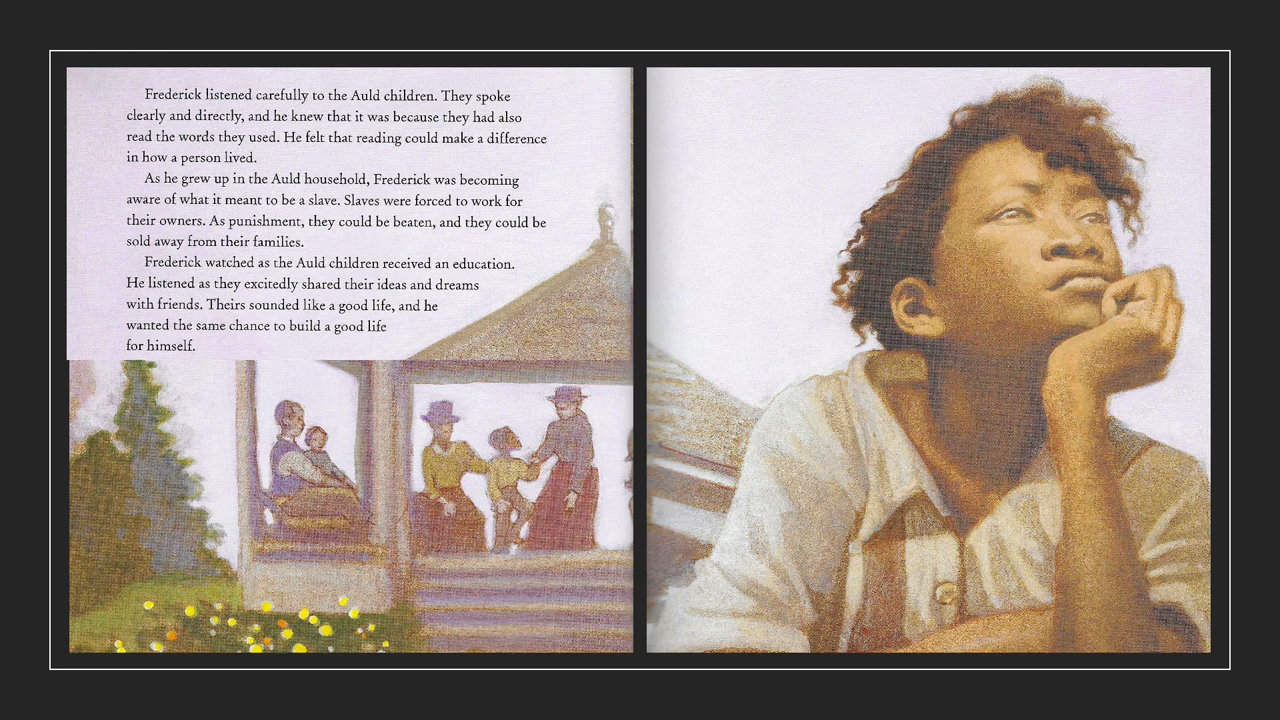 Frederick listened carefully to the Auld children. They spoke
clearly and directly, and he knew that it was because they had also
read the words they used. He felt that reading could make a difference
in how a person lived.
As he grew up in the Auld household, Frederick was becoming
aware of what it meant to be a slave. Slaves were forced to work for
their owners. As punishment, they could be beaten, and they could be
sold away from their families.
Frederick watched as the Auld children received an education.
He listened as they excitedly shared their ideas and dreams
with friends. Theirs sounded like a good life, and he
wanted the same chance to build a good life
for himself.